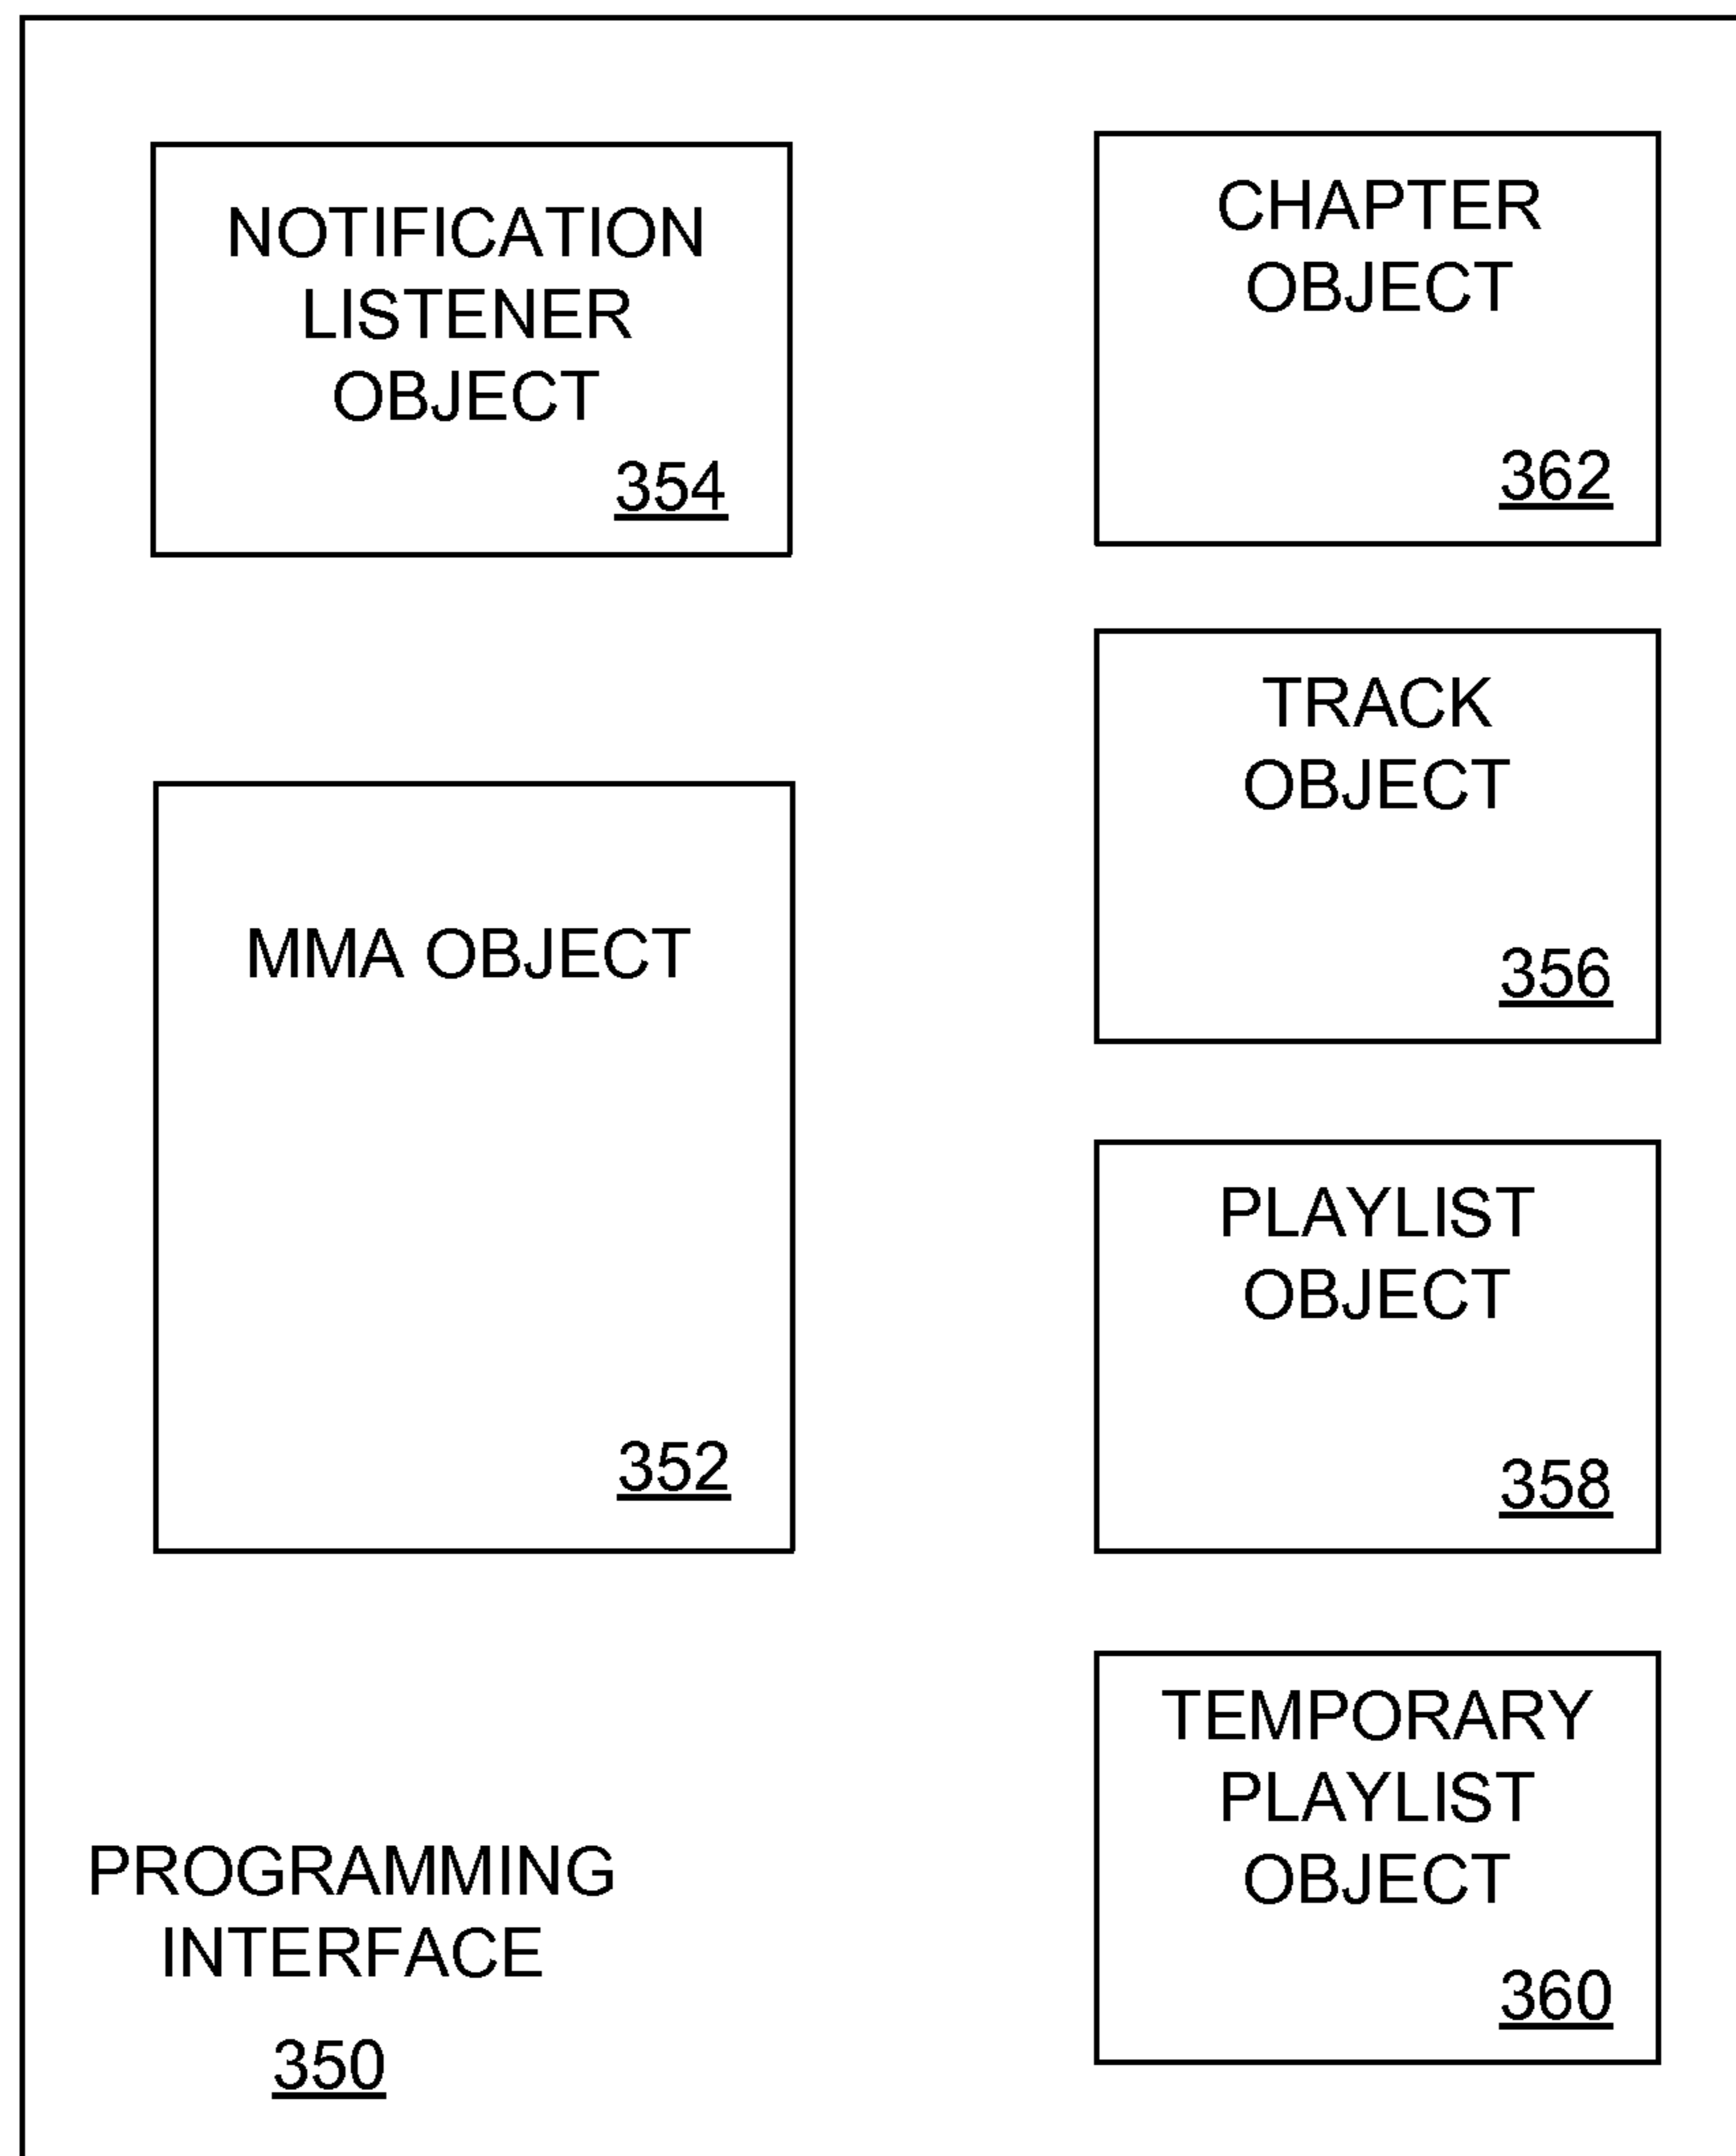 NOTIFICATION
LISTENER
OBJECT
354
MMA OBJECT
352
PROGRAMMING
INTERFACE
350
CHAPTER
OBJECT
362
TRACK
OBJECT
356
PLAYLIST
OBJECT
358
TEMPORARY
PLAYLIST
OBJECT
360